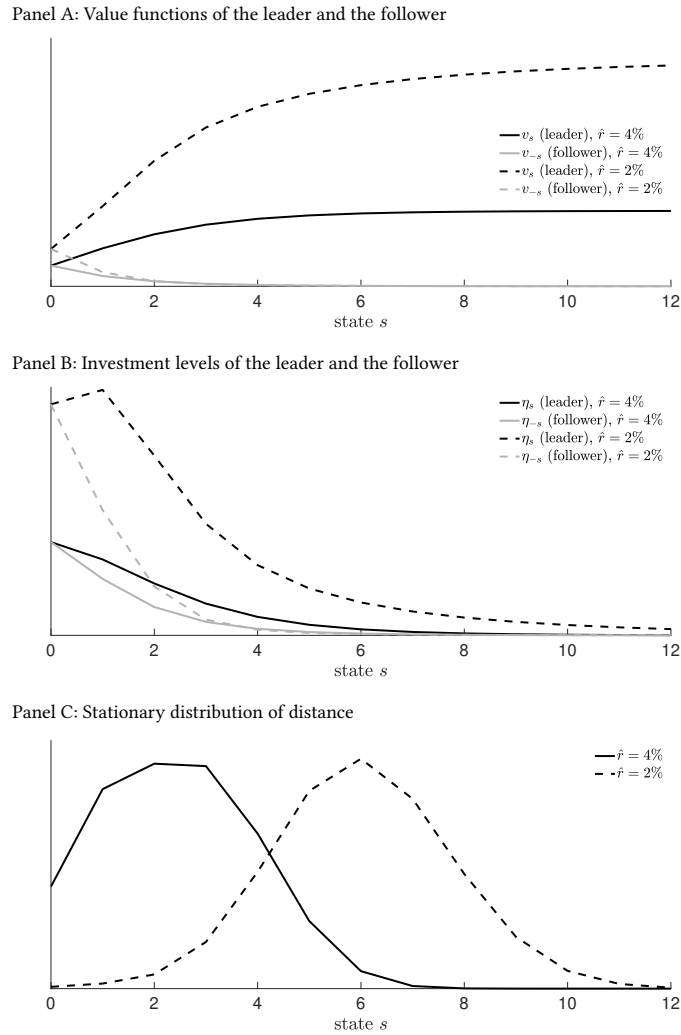 Panel A: Value functions of the leader and the follower
v_s (leader), r̂ = 4%
v_{-s} (follower), r̂ = 4%
v_s (leader), r̂ = 2%
v_{-s} (follower), r̂ = 2%
0 2 4 6 8 10 12
state s
Panel B: Investment levels of the leader and the follower
η_s (leader), r̂ = 4%
η_{-s} (follower), r̂ = 4%
η_s (leader), r̂ = 2%
η_{-s} (follower), r̂ = 2%
0 2 4 6 8 10 12
state s
Panel C: Stationary distribution of distance
r̂ = 4%
r̂ = 2%
0 2 4 6 8 10 12
state s